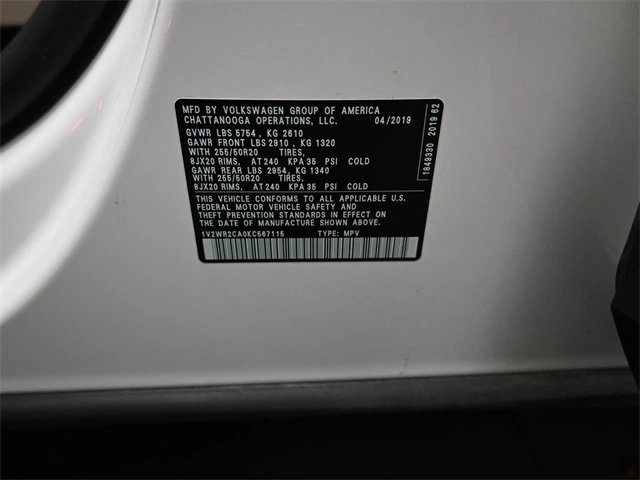 MFD BY VOLKSWAGEN GROUP OF AMERICA
CHATTANOOGA OPERATIONS, LLC. 04/2019
GVWR LBS 5754 , KG 2610
GAWR FRONT LBS 2910 , KG 1320
WITH 255/50R20 TIRES,
8JX20 RIMS, AT 240 KPA 35 PSI COLD
GAWR REAR LBS 2954, KG 1340
WITH 255/50R20 TIRES,
8JX20 RIMS, AT 240 KPA 35 PSI COLD
THIS VEHICLE CONFORMS TO ALL APPLICABLE U.S.
FEDERAL MOTOR VEHICLE SAFETY AND
THEFT PREVENTION STANDARDS IN EFFECT ON
THE DATE OF MANUFACTURE SHOWN ABOVE.
1V2WR2CA0KC567115 TYPE: MPV
1849330 2019 62